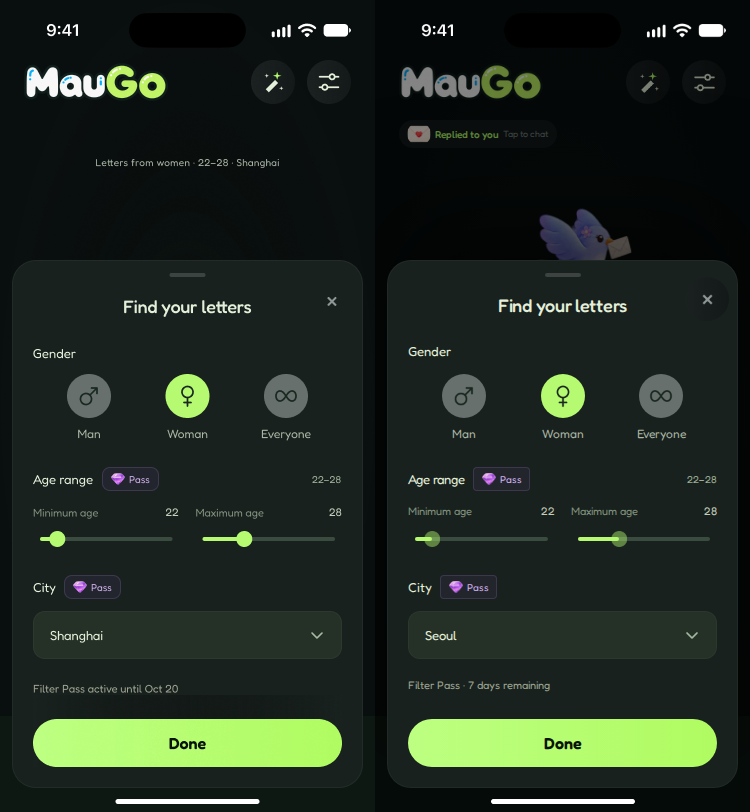 9:41
MauGo
Letters from women · 22–28 · Shanghai
Find your letters
Gender
Man Woman Everyone
Age range Pass 22–28
Minimum age 22 Maximum age 28
City Pass
Shanghai
Filter Pass active until Oct 20
Done
9:41
MauGo
Replied to you Tap to chat
Find your letters
Gender
Man Woman Everyone
Age range Pass 22–28
Minimum age 22 Maximum age 28
City Pass
Seoul
Filter Pass · 7 days remaining
Done